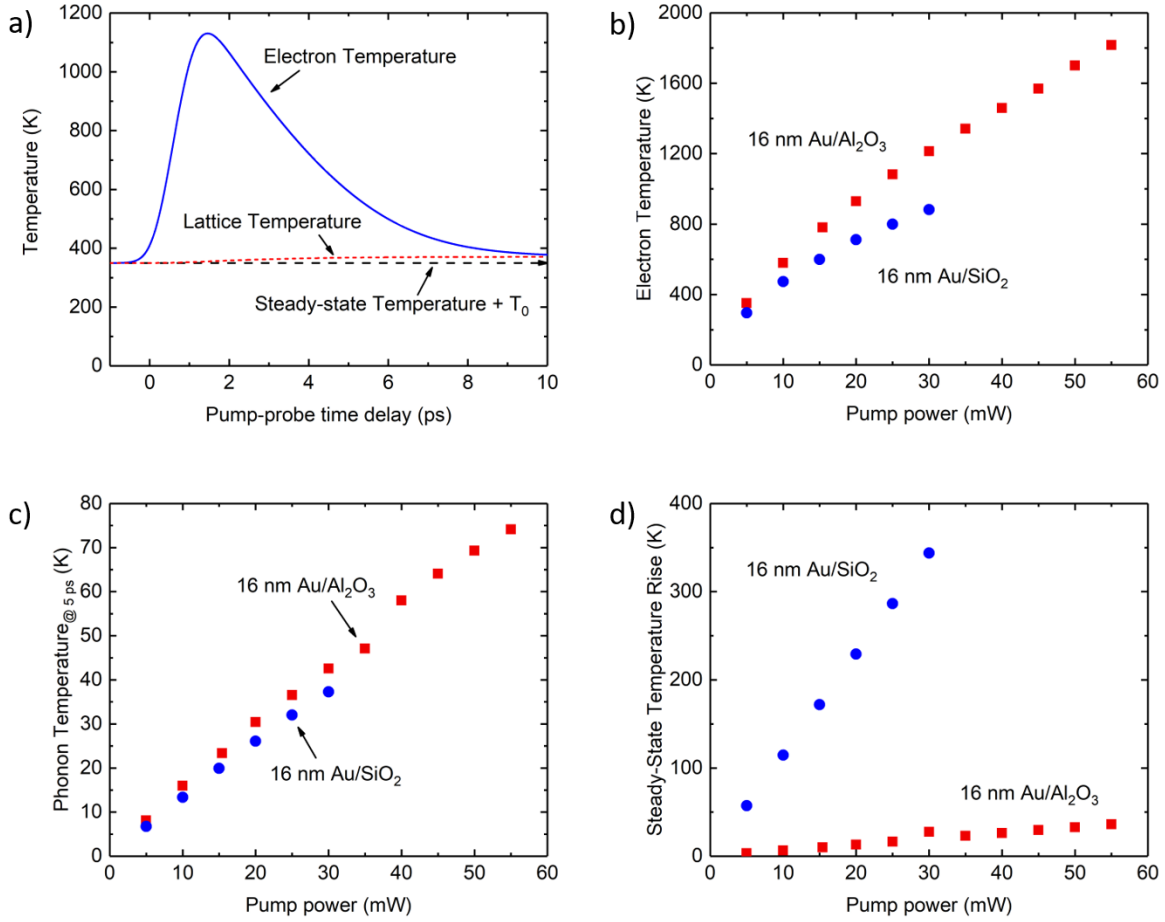 a)
1200
1000
800
600
400
200
0
Temperature (K)
Electron Temperature
Lattice Temperature
Steady-state Temperature + T₀
0 2 4 6 8 10
Pump-probe time delay (ps)
b)
2000
1600
1200
800
400
0
Electron Temperature (K)
16 nm Au/Al₂O₃
16 nm Au/SiO₂
0 10 20 30 40 50 60
Pump power (mW)
c)
80
70
60
50
40
30
20
10
0
Phonon Temperature@ 5 ps (K)
16 nm Au/Al₂O₃
16 nm Au/SiO₂
0 10 20 30 40 50 60
Pump power (mW)
d)
400
300
200
100
0
Steady-State Temperature Rise (K)
16 nm Au/SiO₂
16 nm Au/Al₂O₃
0 10 20 30 40 50 60
Pump power (mW)